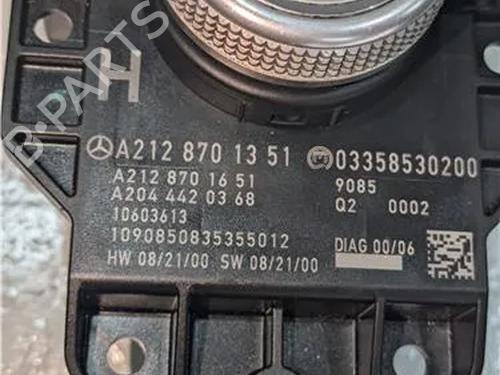 B-PARTS
H
A212 870 13 51 03358530200
A212 870 16 51 9085
A204 442 03 68 Q2 0002
10603613
1090850835355012 DIAG 00/06
HW 08/21/00 SW 08/21/00